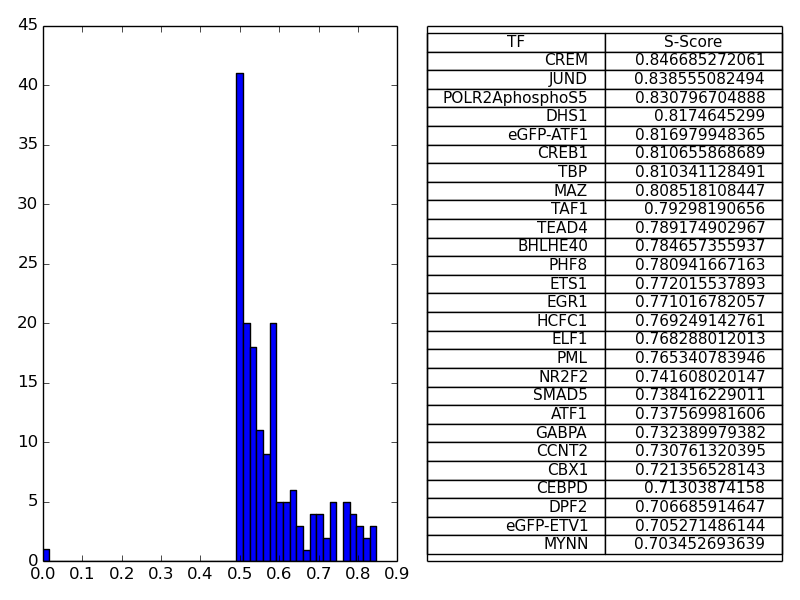 45
40
35
30
25
20
15
10
5
0
0.0 0.1 0.2 0.3 0.4 0.5 0.6 0.7 0.8 0.9
TF S-Score
CREM 0.846685272061
JUND 0.838555082494
POLR2AphosphoS5 0.830796704888
DHS1 0.8174645299
eGFP-ATF1 0.816979948365
CREB1 0.810655868689
TBP 0.810341128491
MAZ 0.808518108447
TAF1 0.79298190656
TEAD4 0.789174902967
BHLHE40 0.784657355937
PHF8 0.780941667163
ETS1 0.772015537893
EGR1 0.771016782057
HCFC1 0.769249142761
ELF1 0.768288012013
PML 0.765340783946
NR2F2 0.741608020147
SMAD5 0.738416229011
ATF1 0.737569981606
GABPA 0.732389979382
CCNT2 0.730761320395
CBX1 0.721356528143
CEBPD 0.71303874158
DPF2 0.706685914647
eGFP-ETV1 0.705271486144
MYNN 0.703452693639